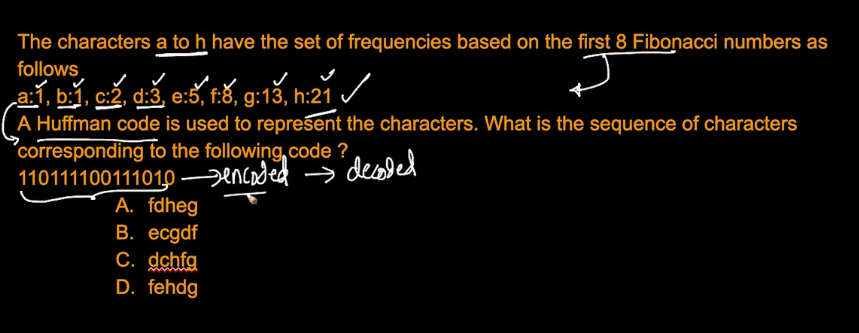 The characters a to h have the set of frequencies based on the first 8 Fibonacci numbers as
follows
a:1, b:1, c:2, d:3, e:5, f:8, g:13, h:21
A Huffman code is used to represent the characters. What is the sequence of characters
corresponding to the following code ?
110111100111010 → encoded → decoded
A. fdheg
B. ecgdf
C. dchfg
D. fehdg